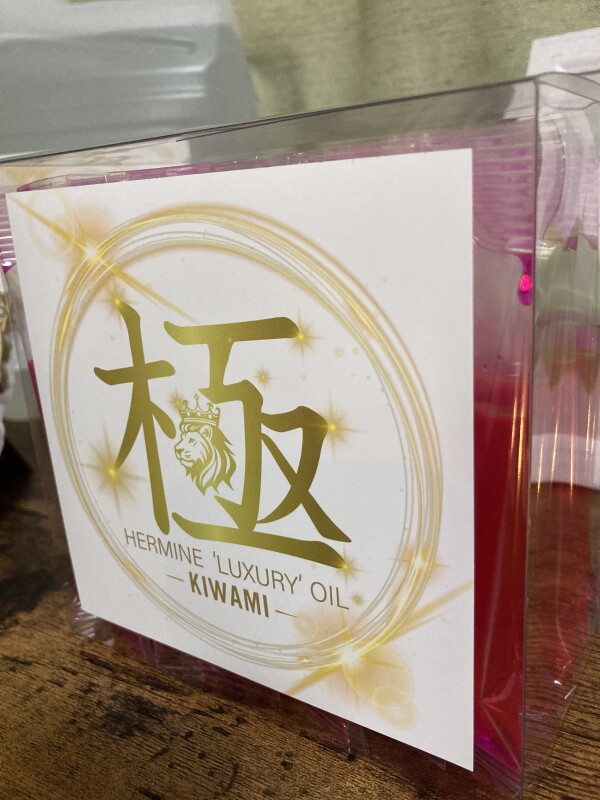 極
HERMINE 'LUXURY' OIL
—KIWAMI—